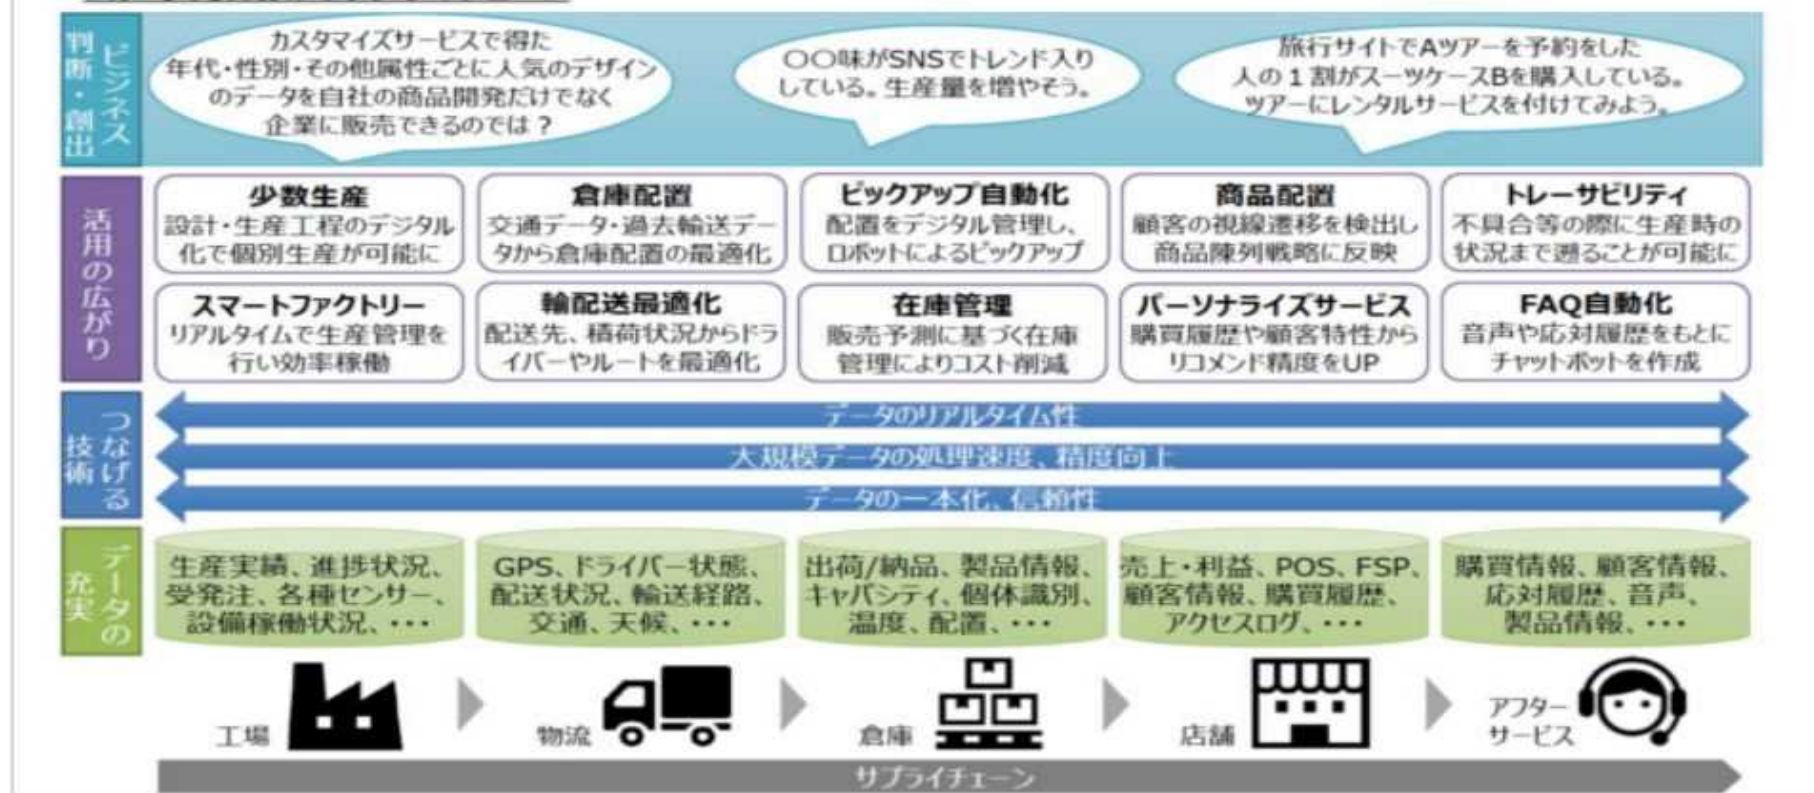 ビジネス
判断・創出
カスタマイズサービスで得た
年代・性別・その他属性ごとに人気のデザイン
のデータを自社の商品開発だけでなく
企業に販売できるのでは？
〇〇味がSNSでトレンド入り
している。生産量を増やそう。
旅行サイトでAツアーを予約をした
人の１割がスーツケースBを購入している。
ツアーにレンタルサービスを付けてみよう。
活用の広がり
少数生産
設計・生産工程のデジタル
化で個別生産が可能に
倉庫配置
交通データ・過去輸送デー
タから倉庫配置の最適化
ピックアップ自動化
配置をデジタル管理し、
ロボットによるピックアップ
商品配置
顧客の視線遷移を検出し
商品陳列戦略に反映
トレーサビリティ
不具合等の際に生産時の
状況まで遡ることが可能に
スマートファクトリー
リアルタイムで生産管理を
行い効率稼働
輸配送最適化
配送先、積荷状況からドラ
イバーやルートを最適化
在庫管理
販売予測に基づく在庫
管理によりコスト削減
パーソナライズサービス
購買履歴や顧客特性から
リコメンド精度をUP
FAQ自動化
音声や応対履歴をもとに
チャットボットを作成
つなげる
技術
データのリアルタイム性
大規模データの処理速度、精度向上
データの一本化、信頼性
データの
充実
生産実績、進捗状況、
受発注、各種センサー、
設備稼働状況、・・・
GPS、ドライバー状態、
配送状況、輸送経路、
交通、天候、・・・
出荷/納品、製品情報、
キャパシティ、個体識別、
温度、配置、・・・
売上・利益、POS、FSP、
顧客情報、購買履歴、
アクセスログ、・・・
購買情報、顧客情報、
応対履歴、音声、
製品情報、・・・
工場
物流
倉庫
店舗
アフター
サービス
サプライチェーン